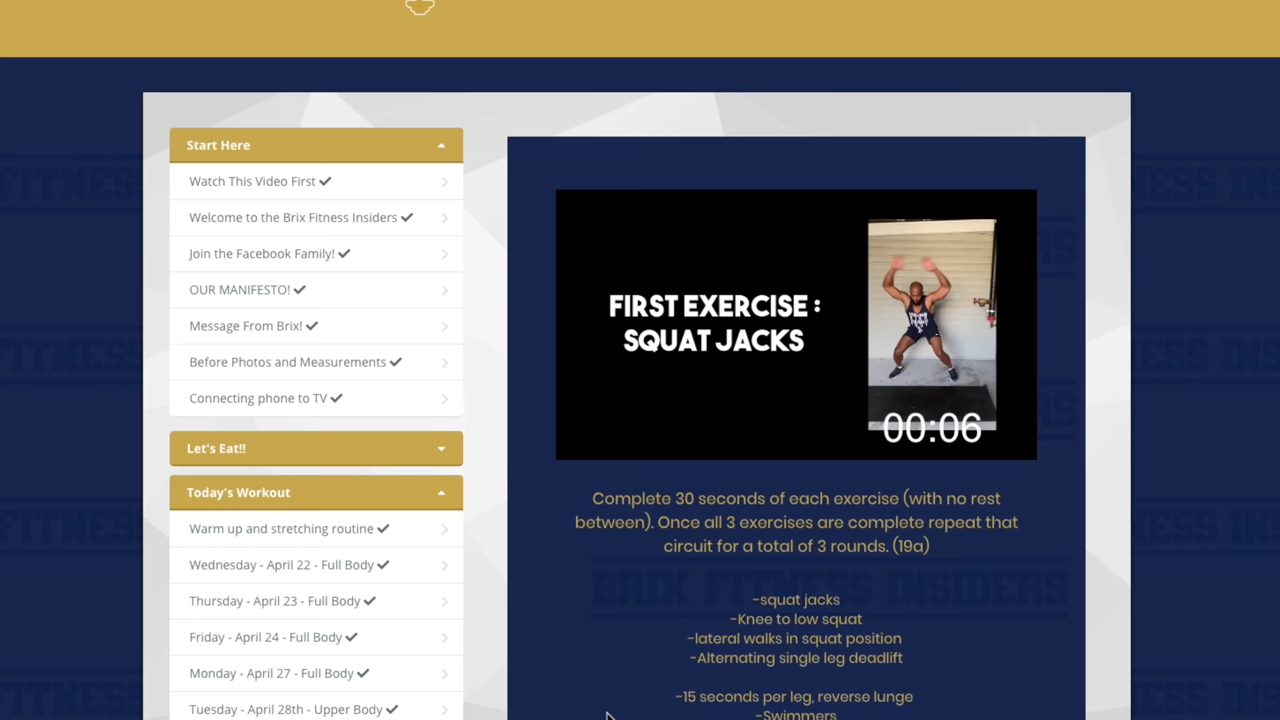 Start Here
Watch This Video First
Welcome to the Brix Fitness Insiders
Join the Facebook Family!
OUR MANIFESTO!
Message From Brix!
Before Photos and Measurements
Connecting phone to TV
Let's Eat!!
Today's Workout
Warm up and stretching routine
Wednesday - April 22 - Full Body
Thursday - April 23 - Full Body
Friday - April 24 - Full Body
Monday - April 27 - Full Body
Tuesday - April 28th - Upper Body
FIRST EXERCISE :
SQUAT JACKS
00:06
Complete 30 seconds of each exercise (with no rest
between). Once all 3 exercises are complete repeat that
circuit for a total of 3 rounds. (19a)
BRIX FITNESS INSIDERS
-squat jacks
-Knee to low squat
-lateral walks in squat position
-Alternating single leg deadlift
-15 seconds per leg, reverse lunge
-Swimmers